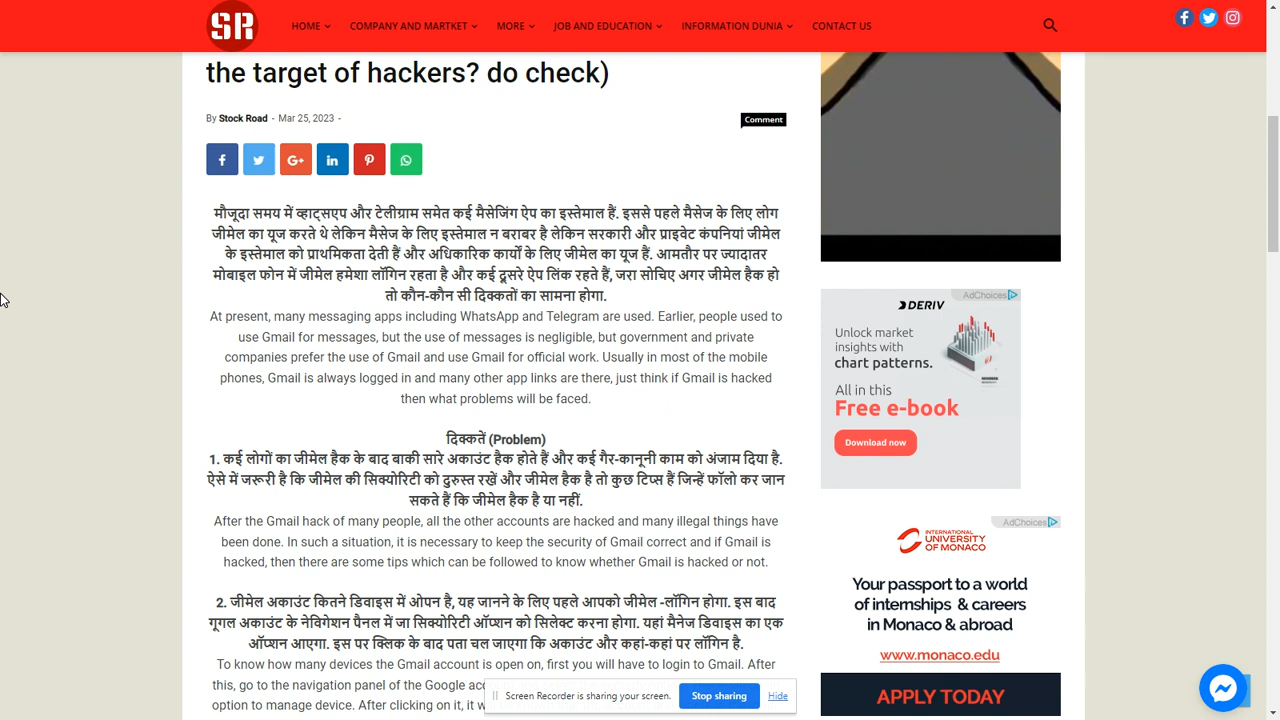 SR
HOME
COMPANY AND MARTKET
MORE
JOB AND EDUCATION
INFORMATION DUNIA
CONTACT US
the target of hackers? do check)
By Stock Road - Mar 25, 2023 -
Comment
मौजूदा समय में व्हाट्सएप और टेलीग्राम समेत कई मैसेजिंग ऐप का इस्तेमाल हैं. इससे पहले मैसेज के लिए लोग
जीमेल का यूज करते थे लेकिन मैसेज के लिए इस्तेमाल न बराबर है लेकिन सरकारी और प्राइवेट कंपनियां जीमेल
के इस्तेमाल को प्राथमिकता देती हैं और अधिकारिक कार्यों के लिए जीमेल का यूज हैं. आमतौर पर ज्यादातर
मोबाइल फोन में जीमेल हमेशा लॉगिन रहता है और कई दूसरे ऐप लिंक रहते हैं, जरा सोचिए अगर जीमेल हैक हो
तो कौन-कौन सी दिक्कतों का सामना होगा.
At present, many messaging apps including WhatsApp and Telegram are used. Earlier, people used to
use Gmail for messages, but the use of messages is negligible, but government and private
companies prefer the use of Gmail and use Gmail for official work. Usually in most of the mobile
phones, Gmail is always logged in and many other app links are there, just think if Gmail is hacked
then what problems will be faced.
दिक्कतें (Problem)
1. कई लोगों का जीमेल हैक के बाद बाकी सारे अकाउंट हैक होते हैं और कई गैर-कानूनी काम को अंजाम दिया है.
ऐसे में जरूरी है कि जीमेल की सिक्योरिटी को दुरुस्त रखें और जीमेल हैक है तो कुछ टिप्स हैं जिन्हें फॉलो कर जान
सकते हैं कि जीमेल हैक है या नहीं.
After the Gmail hack of many people, all the other accounts are hacked and many illegal things have
been done. In such a situation, it is necessary to keep the security of Gmail correct and if Gmail is
hacked, then there are some tips which can be followed to know whether Gmail is hacked or not.
2. जीमेल अकाउंट कितने डिवाइस में ओपन है, यह जानने के लिए पहले आपको जीमेल -लॉगिन होगा. इस बाद
गूगल अकाउंट के नेविगेशन पैनल में जा सिक्योरिटी ऑप्शन को सिलेक्ट करना होगा. यहां मैनेज डिवाइस का एक
ऑप्शन आएगा. इस पर क्लिक के बाद पता चल जाएगा कि अकाउंट और कहां-कहां पर लॉगिन है.
To know how many devices the Gmail account is open on, first you will have to login to Gmail. After
this, go to the navigation panel of the Google acc
option to manage device. After clicking on it, it w
AdChoices
DERIV
Unlock market
insights with
chart patterns.
All in this
Free e-book
Download now
AdChoices
INTERNATIONAL
UNIVERSITY
OF MONACO
Your passport to a world
of internships & careers
in Monaco & abroad
www.monaco.edu
APPLY TODAY
Screen Recorder is sharing your screen.
Stop sharing
Hide